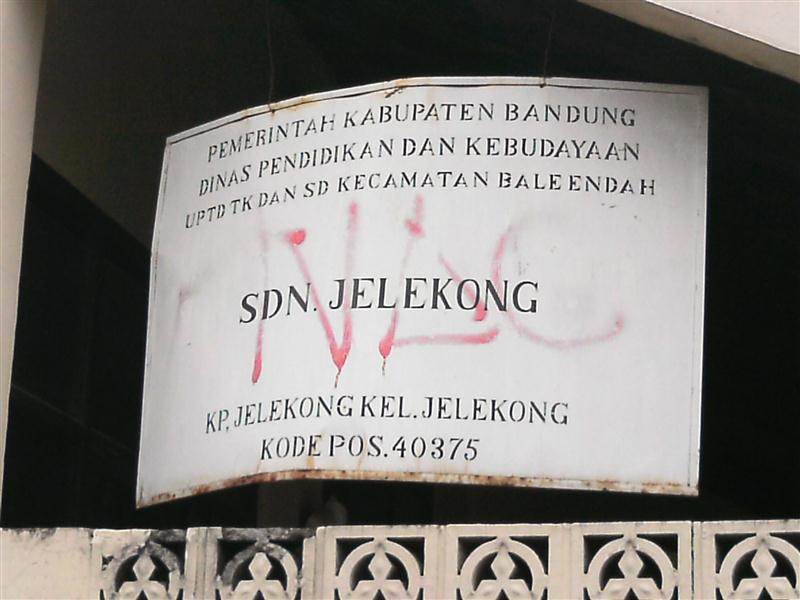 PEMERINTAH KABUPATEN BANDUNG
DINAS PENDIDIKAN DAN KEBUDAYAAN
UPTD TK DAN SD KECAMATAN BALEENDAH
SDN. JELEKONG
KP, JELEKONG KEL. JELEKONG
KODE POS.40375